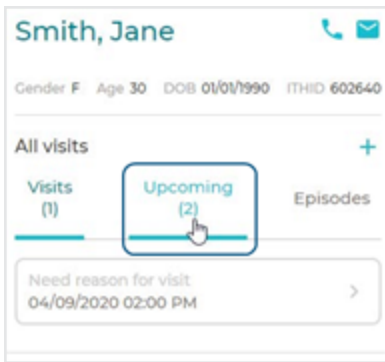 Smith, Jane
Gender F Age 30 DOB 01/01/1990 ITHID 602640
All visits +
Visits Upcoming Episodes
(1) (2)
Need reason for visit
04/09/2020 02:00 PM